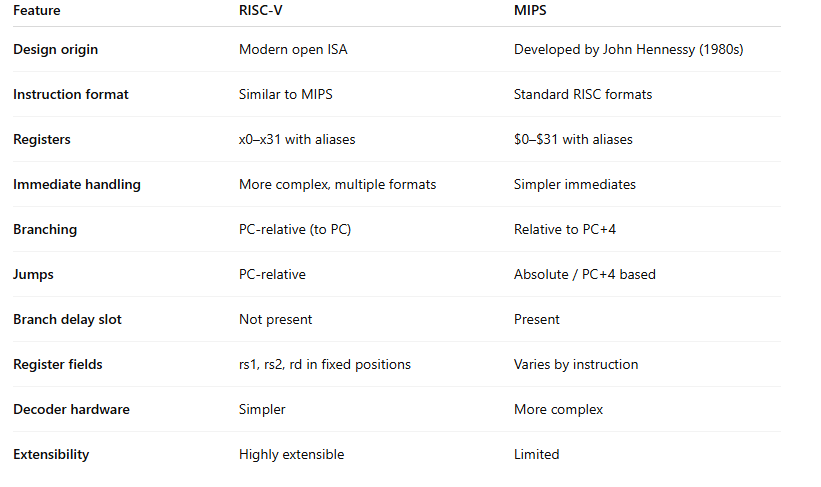 Feature RISC-V MIPS
Design origin Modern open ISA Developed by John Hennessy (1980s)
Instruction format Similar to MIPS Standard RISC formats
Registers x0–x31 with aliases $0–$31 with aliases
Immediate handling More complex, multiple formats Simpler immediates
Branching PC-relative (to PC) Relative to PC+4
Jumps PC-relative Absolute / PC+4 based
Branch delay slot Not present Present
Register fields rs1, rs2, rd in fixed positions Varies by instruction
Decoder hardware Simpler More complex
Extensibility Highly extensible Limited